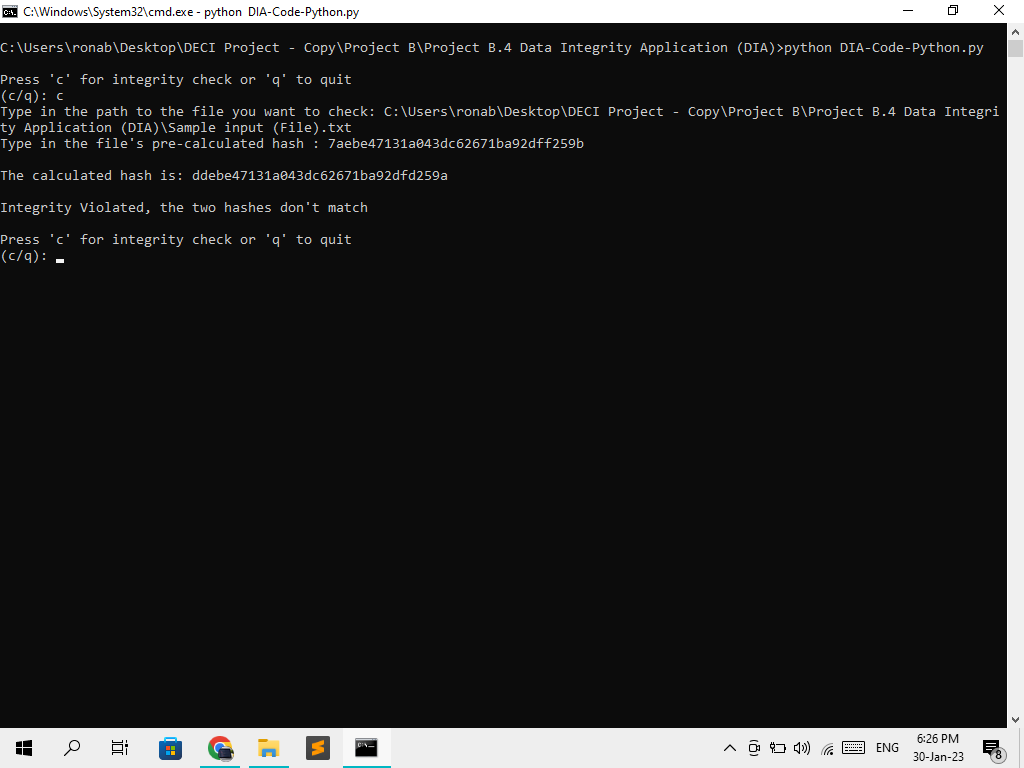 C:\Windows\System32\cmd.exe - python  DIA-Code-Python.py
C:\Users\ronab\Desktop\DECI Project - Copy\Project B\Project B.4 Data Integrity Application (DIA)>python DIA-Code-Python.py
Press 'c' for integrity check or 'q' to quit
(c/q): c
Type in the path to the file you want to check: C:\Users\ronab\Desktop\DECI Project - Copy\Project B\Project B.4 Data Integri
ty Application (DIA)\Sample input (File).txt
Type in the file's pre-calculated hash : 7aebe47131a043dc62671ba92dff259b
The calculated hash is: ddebe47131a043dc62671ba92dfd259a
Integrity Violated, the two hashes don't match
Press 'c' for integrity check or 'q' to quit
(c/q):
ENG
6:26 PM
30-Jan-23
8